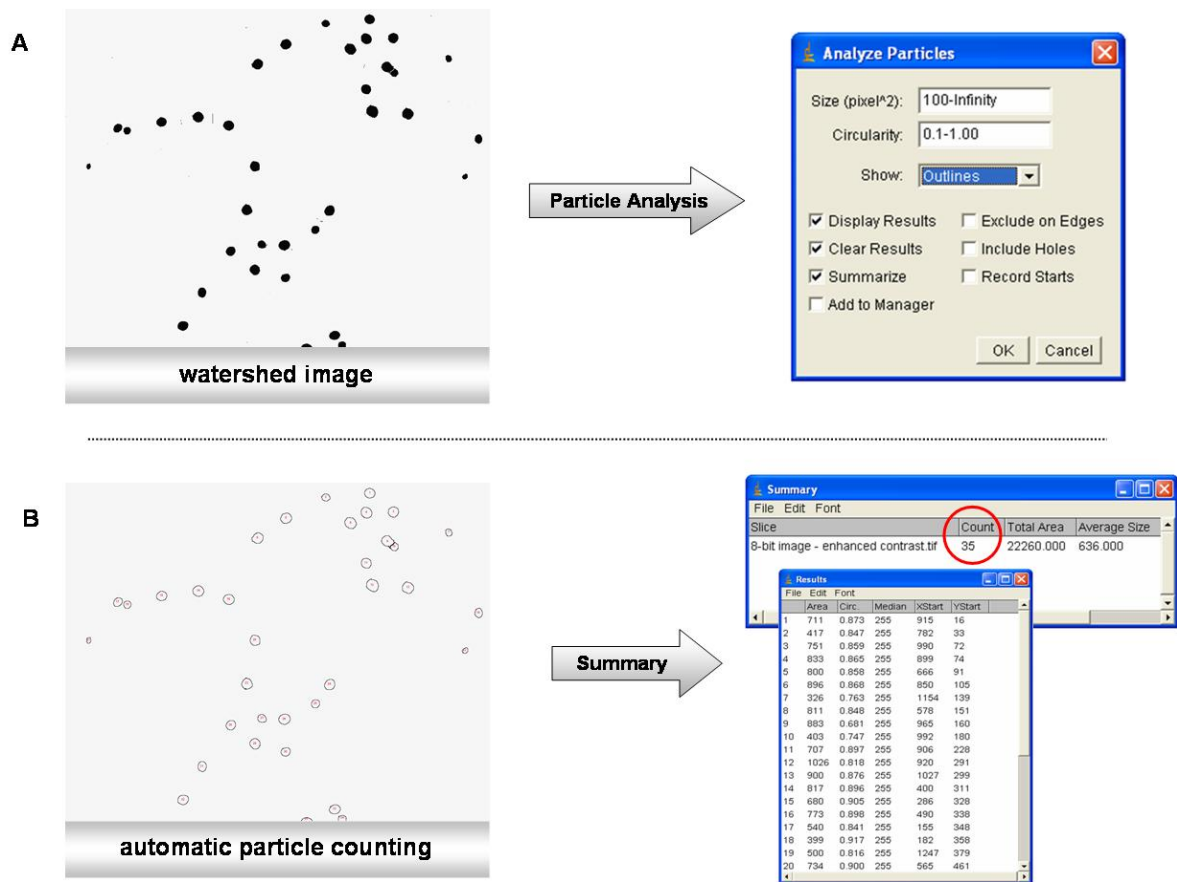 A
Analyze Particles
Size (pixel^2): 100-Infinity
Circularity: 0.1-1.00
Show: Outlines
Display Results Exclude on Edges
Clear Results Include Holes
Summarize Record Starts
Add to Manager
OK Cancel
Particle Analysis
watershed image
B
Summary
File Edit Font
Slice Count Total Area Average Size
8-bit image - enhanced contrast.tif 35 22260.000 636.000
Results
File Edit Font
Area Circ. Median XStart YStart
1 711 0.873 255 915 16
2 417 0.847 255 782 33
3 751 0.859 255 990 72
4 833 0.865 255 899 74
5 800 0.858 255 666 91
6 896 0.868 255 850 105
7 326 0.763 255 1154 139
8 811 0.848 255 578 151
9 883 0.681 255 965 160
10 403 0.747 255 992 180
11 707 0.897 255 906 228
12 1026 0.818 255 920 291
13 900 0.876 255 1027 299
14 817 0.896 255 400 311
15 680 0.905 255 286 328
16 773 0.898 255 490 338
17 540 0.841 255 155 348
18 399 0.917 255 182 358
19 500 0.816 255 1247 379
20 734 0.900 255 565 461
Summary
automatic particle counting